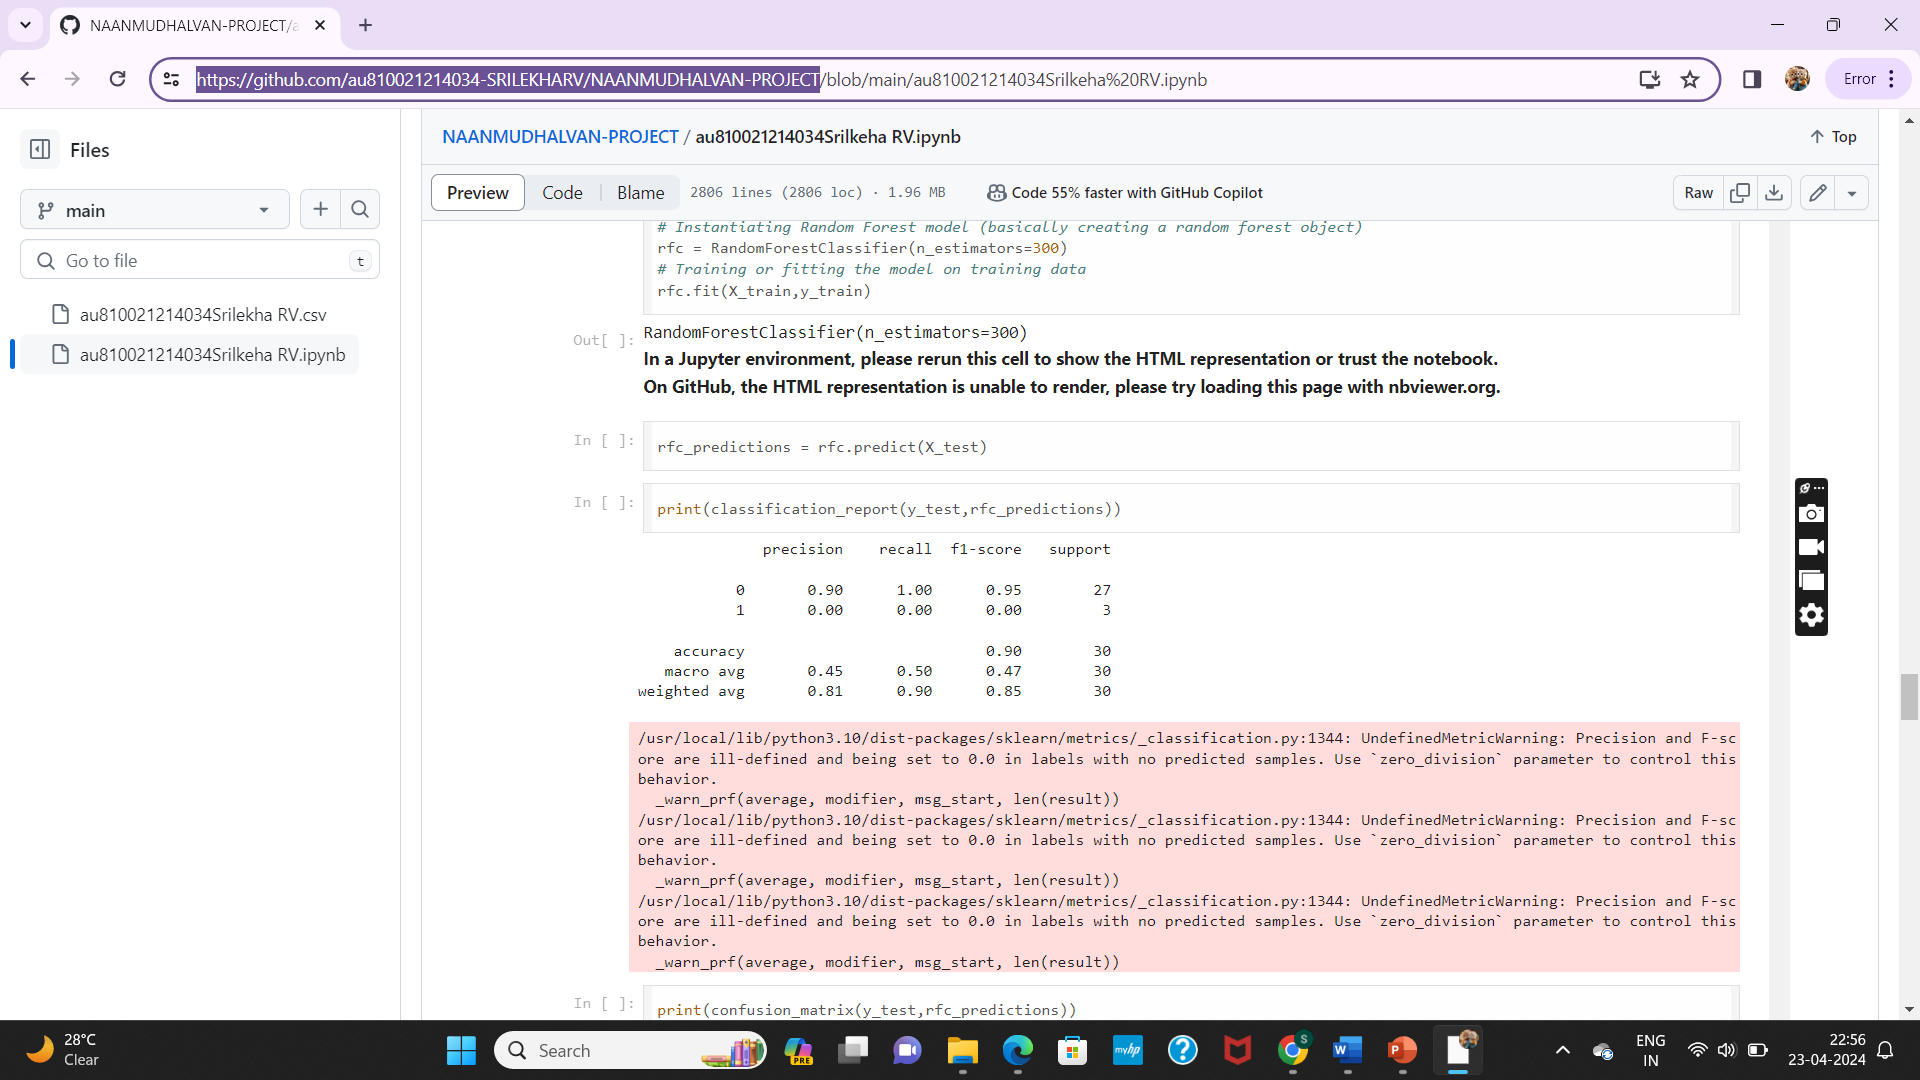 NAANMUDHALVAN-PROJECT/a
https://github.com/au810021214034-SRILEKHARV/NAANMUDHALVAN-PROJECT/blob/main/au810021214034Srilkeha%20RV.ipynb
Error
Files
main
Go to file
t
au810021214034Srilekha RV.csv
au810021214034Srilkeha RV.ipynb
NAANMUDHALVAN-PROJECT / au810021214034Srilkeha RV.ipynb
Top
Preview Code Blame 2806 lines (2806 loc) · 1.96 MB Code 55% faster with GitHub Copilot Raw
# Instantiating Random Forest model (basically creating a random forest object)
rfc = RandomForestClassifier(n_estimators=300)
# Training or fitting the model on training data
rfc.fit(X_train,y_train)
Out[ ]: RandomForestClassifier(n_estimators=300)
In a Jupyter environment, please rerun this cell to show the HTML representation or trust the notebook.
On GitHub, the HTML representation is unable to render, please try loading this page with nbviewer.org.
In [ ]: rfc_predictions = rfc.predict(X_test)
In [ ]: print(classification_report(y_test,rfc_predictions))
precision recall f1-score support
0 0.90 1.00 0.95 27
1 0.00 0.00 0.00 3
accuracy 0.90 30
macro avg 0.45 0.50 0.47 30
weighted avg 0.81 0.90 0.85 30
/usr/local/lib/python3.10/dist-packages/sklearn/metrics/_classification.py:1344: UndefinedMetricWarning: Precision and F-sc
ore are ill-defined and being set to 0.0 in labels with no predicted samples. Use `zero_division` parameter to control this
behavior.
_warn_prf(average, modifier, msg_start, len(result))
/usr/local/lib/python3.10/dist-packages/sklearn/metrics/_classification.py:1344: UndefinedMetricWarning: Precision and F-sc
ore are ill-defined and being set to 0.0 in labels with no predicted samples. Use `zero_division` parameter to control this
behavior.
_warn_prf(average, modifier, msg_start, len(result))
/usr/local/lib/python3.10/dist-packages/sklearn/metrics/_classification.py:1344: UndefinedMetricWarning: Precision and F-sc
ore are ill-defined and being set to 0.0 in labels with no predicted samples. Use `zero_division` parameter to control this
behavior.
_warn_prf(average, modifier, msg_start, len(result))
In [ ]: print(confusion_matrix(y_test,rfc_predictions))
28°C
Clear
Search
PRE
myhp
S
W
P
ENG
IN
22:56
23-04-2024